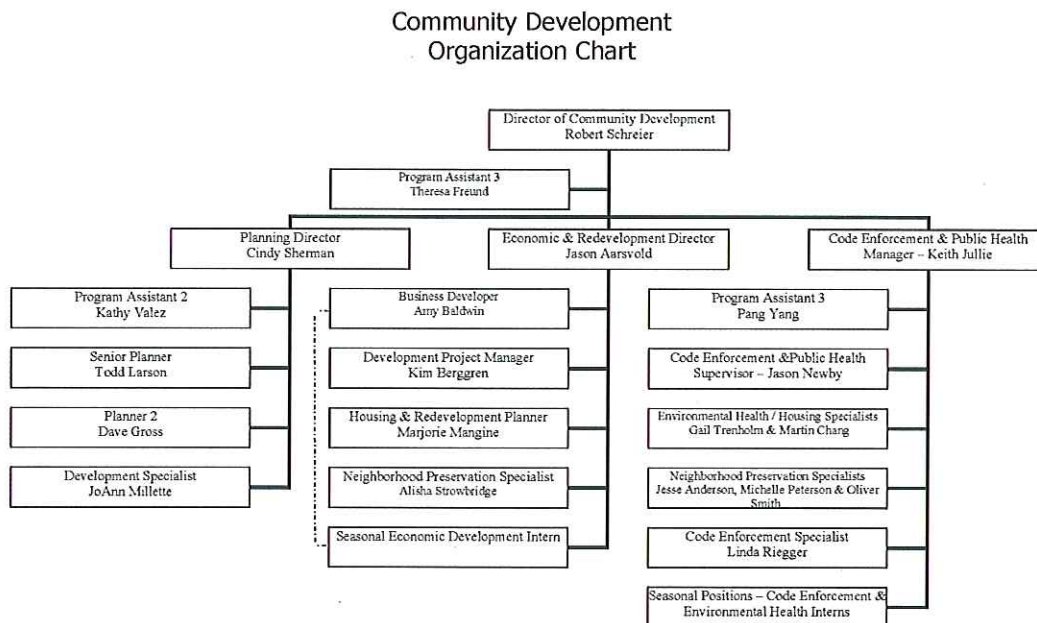 Community Development
Organization Chart
Director of Community Development
Robert Schreier
Program Assistant 3
Theresa Freund
Planning Director
Cindy Sherman
Economic & Redevelopment Director
Jason Aarsvold
Code Enforcement & Public Health
Manager – Keith Jullie
Program Assistant 2
Kathy Valez
Senior Planner
Todd Larson
Planner 2
Dave Gross
Development Specialist
JoAnn Millette
Business Developer
Amy Baldwin
Development Project Manager
Kim Berggren
Housing & Redevelopment Planner
Marjorie Mangine
Neighborhood Preservation Specialist
Alisha Strowbridge
Seasonal Economic Development Intern
Program Assistant 3
Pang Yang
Code Enforcement &Public Health
Supervisor – Jason Newby
Environmental Health / Housing Specialists
Gail Trenholm & Martin Chang
Neighborhood Preservation Specialists
Jesse Anderson, Michelle Peterson & Oliver
Smith
Code Enforcement Specialist
Linda Riegger
Seasonal Positions – Code Enforcement &
Environmental Health Interns